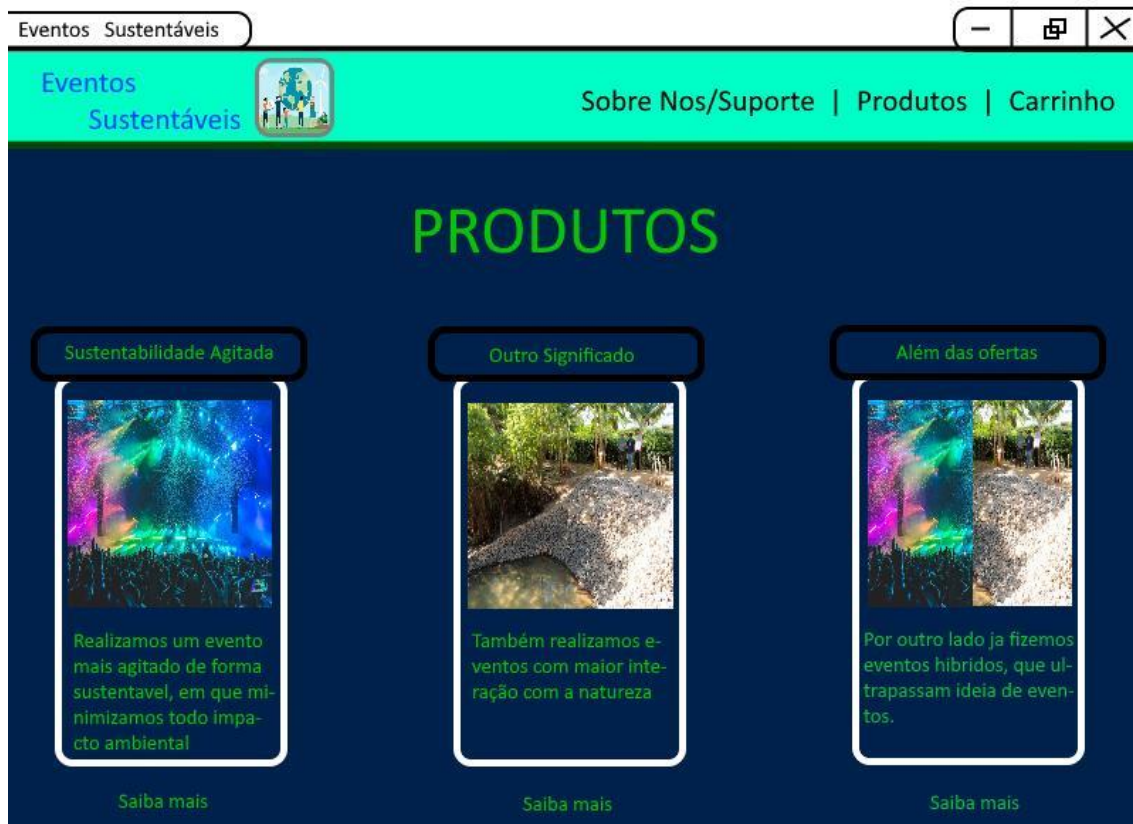 Eventos Sustentáveis
Eventos
Sustentáveis
Sobre Nos/Suporte | Produtos | Carrinho
PRODUTOS
Sustentabilidade Agitada
Realizamos um evento
mais agitado de forma
sustentavel, em que mi-
nimizamos todo impa-
cto ambiental
Saiba mais
Outro Significado
Também realizamos e-
ventos com maior inte-
ração com a natureza
Saiba mais
Além das ofertas
Por outro lado ja fizemos
eventos hibridos, que ul-
trapassam ideia de even-
tos.
Saiba mais